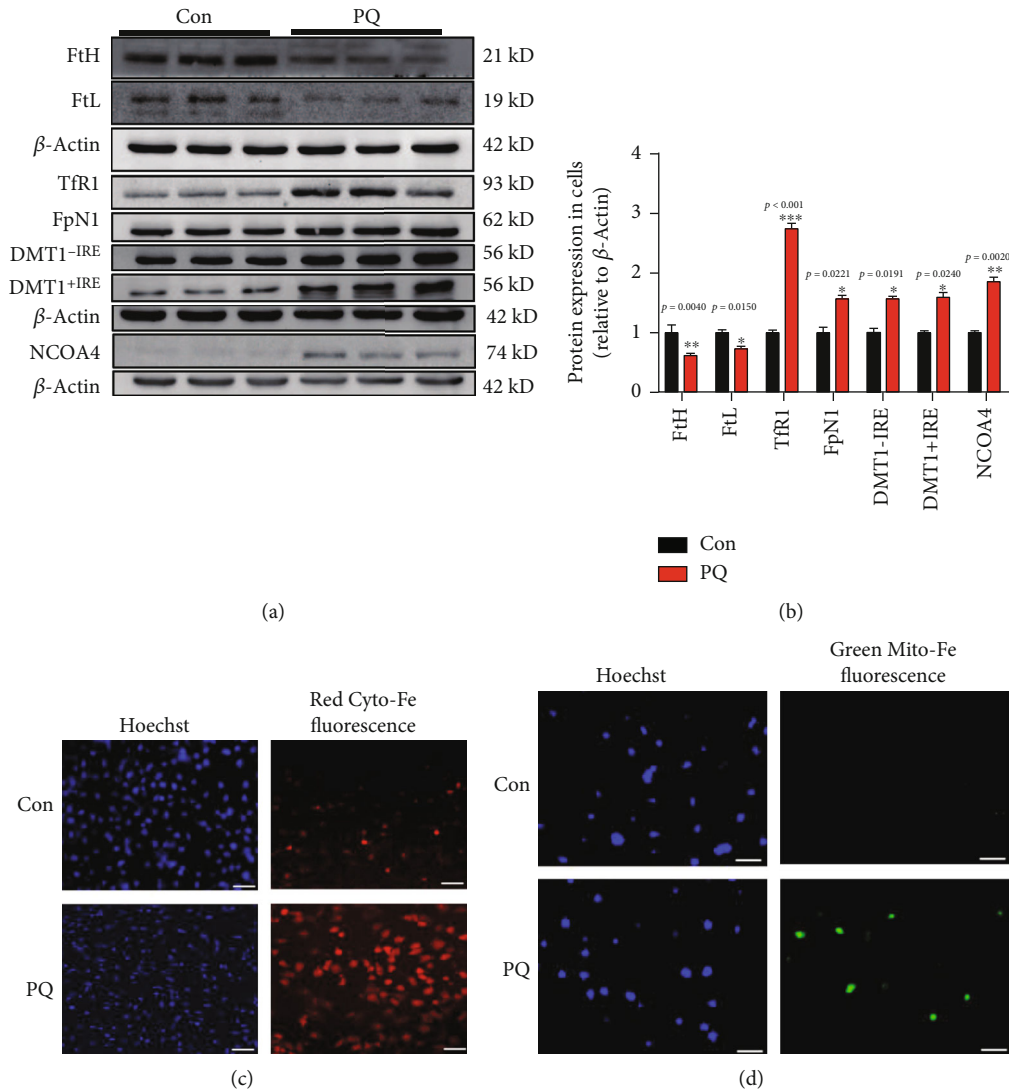 Con PQ
FtH 21 kD
FtL 19 kD
β-Actin 42 kD
TfR1 93 kD
FpN1 62 kD
DMT1−IRE 56 kD
DMT1+IRE 56 kD
β-Actin 42 kD
NCOA4 74 kD
β-Actin 42 kD
(a)
Protein expression in cells
(relative to β-Actin)
4
3
2
1
0
p = 0.0040
**
p = 0.0150
*
p < 0.001
***
p = 0.0221
*
p = 0.0191
*
p = 0.0240
*
p = 0.0020
**
FtH
FtL
TfR1
FpN1
DMT1-IRE
DMT1+IRE
NCOA4
Con
PQ
(b)
Hoechst
Red Cyto-Fe
fluorescence
Con
PQ
(c)
Hoechst
Green Mito-Fe
fluorescence
Con
PQ
(d)